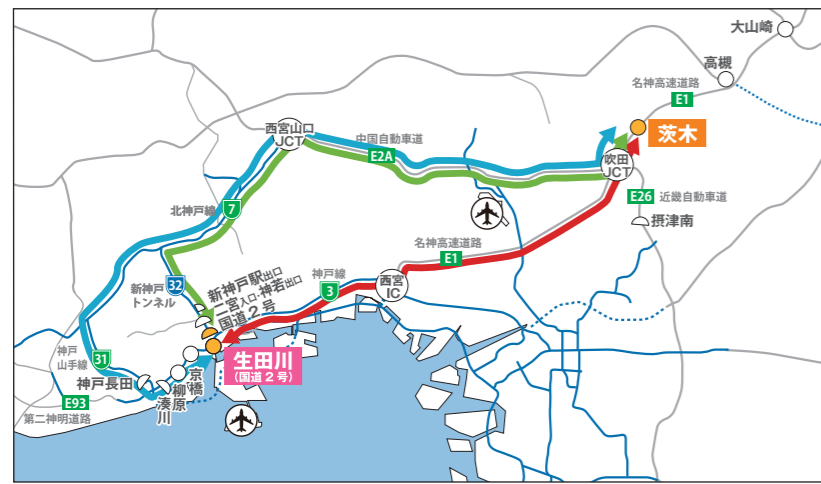 大山崎
高槻
名神高速道路
E1
茨木
西宮山口
JCT
中国自動車道
E2A
吹田
JCT
E26
近畿自動車道
摂津南
北神戸線
7
名神高速道路
E1
新神戸
トンネル
32
新神戸駅出口
二宮入口・神若出口
国道2号
神戸線
3
西宮
IC
生田川
(国道2号)
神戸
山手線
31
神戸長田
京橋
柳原
湊川
E93
第二神明道路